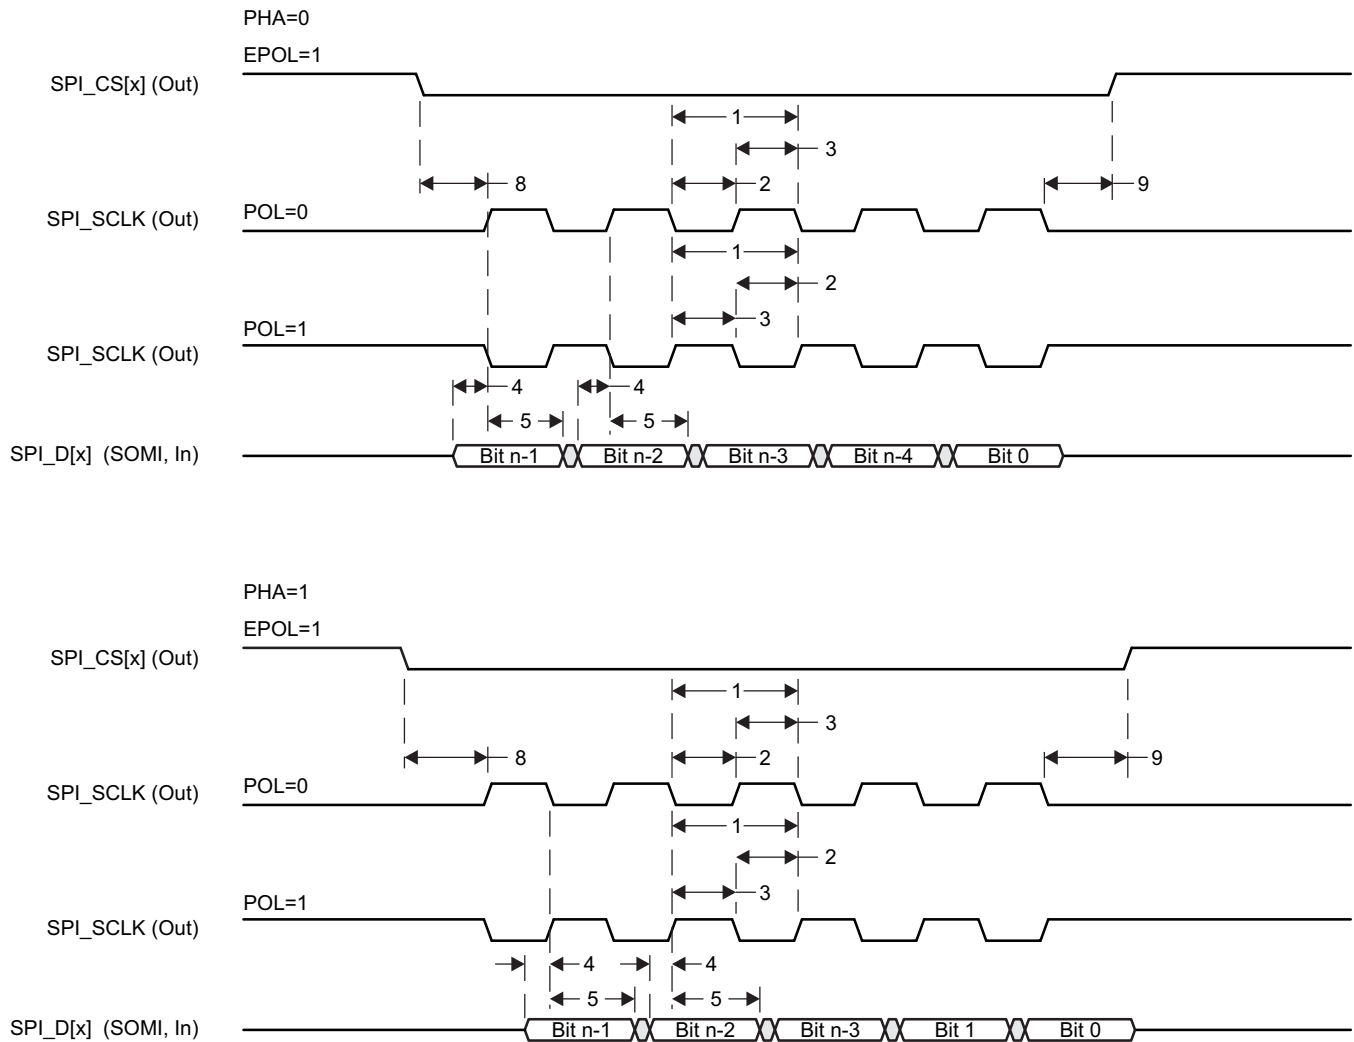 PHA=0
EPOL=1
SPI_CS[x] (Out)
1
3
8
2
9
POL=0
SPI_SCLK (Out)
1
2
3
POL=1
SPI_SCLK (Out)
4
4
5
5
SPI_D[x] (SOMI, In)
Bit n-1
Bit n-2
Bit n-3
Bit n-4
Bit 0
PHA=1
EPOL=1
SPI_CS[x] (Out)
1
3
8
2
9
POL=0
SPI_SCLK (Out)
1
2
3
POL=1
SPI_SCLK (Out)
4
4
5
5
SPI_D[x] (SOMI, In)
Bit n-1
Bit n-2
Bit n-3
Bit 1
Bit 0